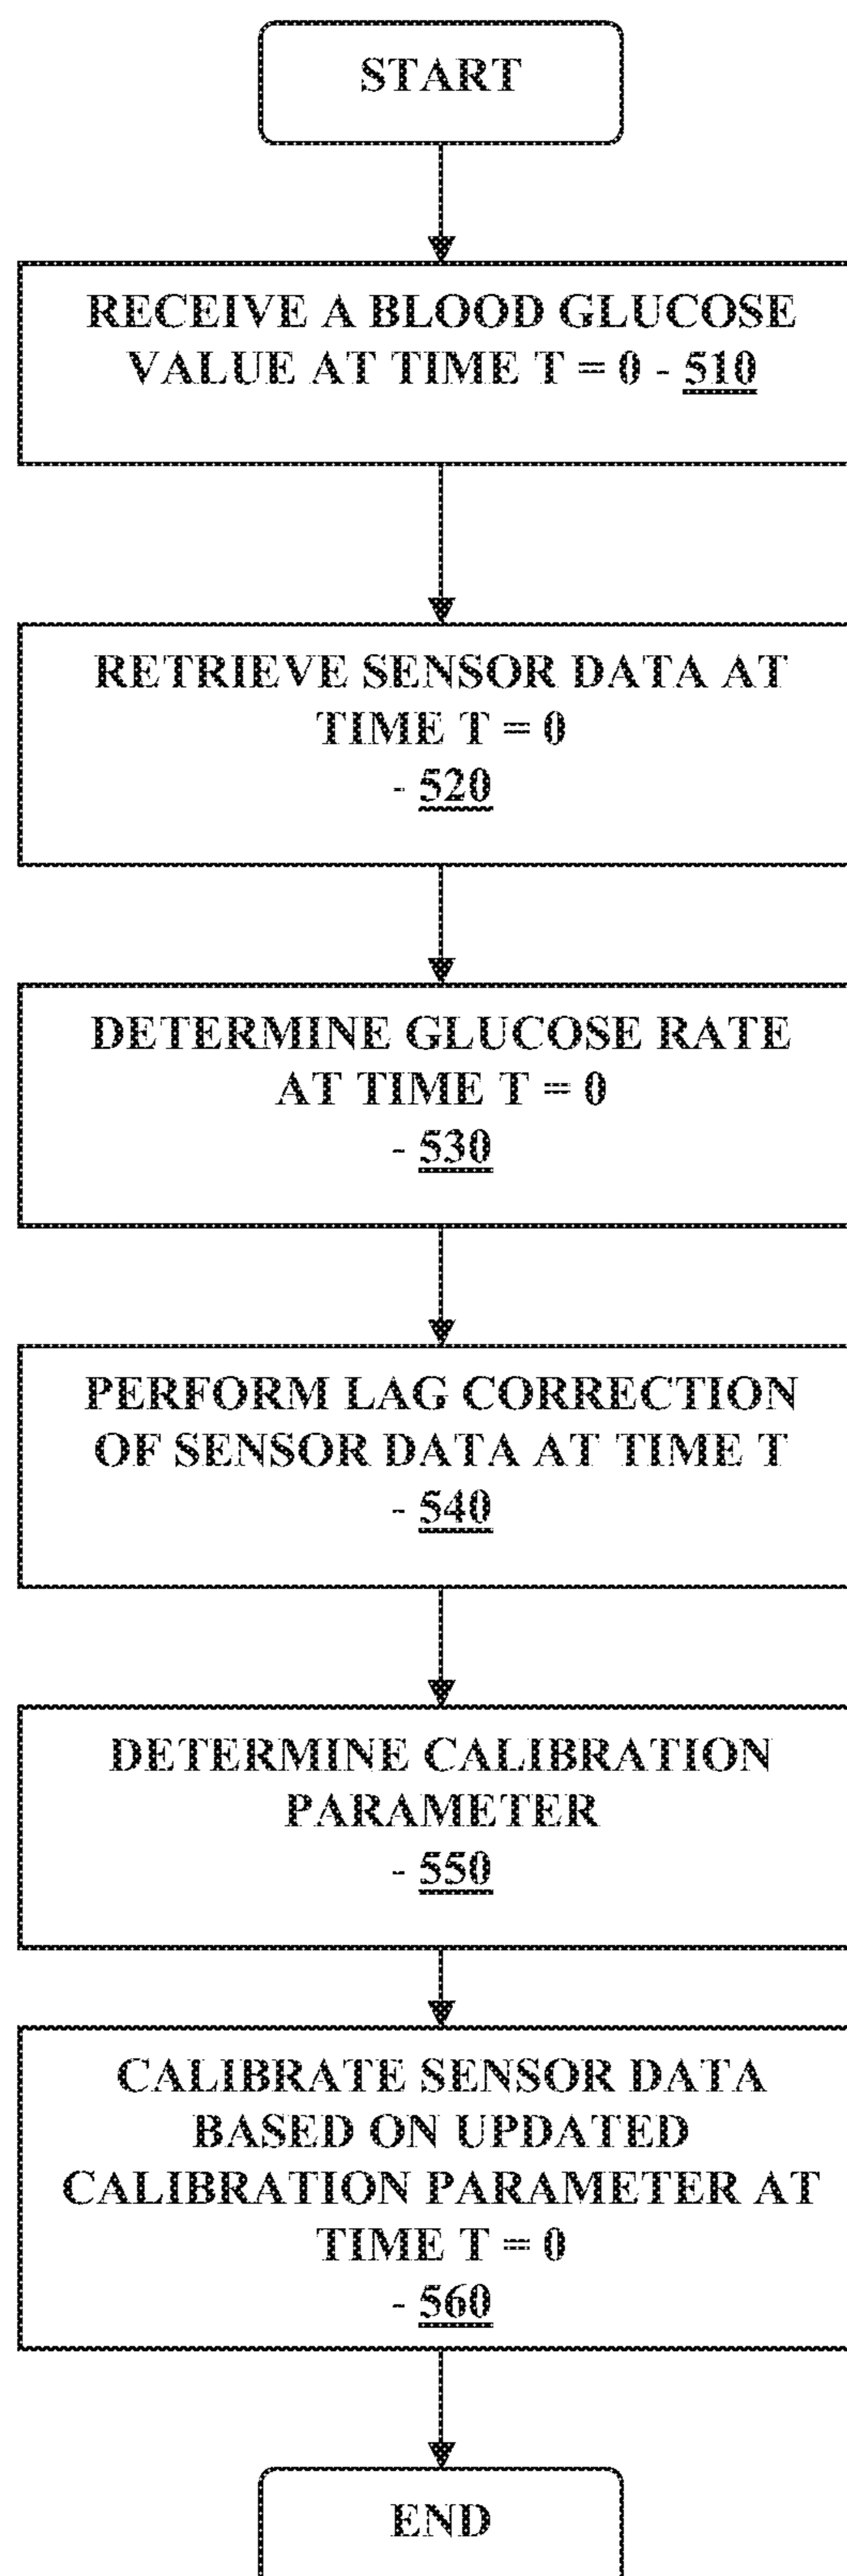 START
RECEIVE A BLOOD GLUCOSE
VALUE AT TIME T = 0 - 510
RETRIEVE SENSOR DATA AT
TIME T = 0
- 520
DETERMINE GLUCOSE RATE
AT TIME T = 0
- 530
PERFORM LAG CORRECTION
OF SENSOR DATA AT TIME T
- 540
DETERMINE CALIBRATION
PARAMETER
- 550
CALIBRATE SENSOR DATA
BASED ON UPDATED
CALIBRATION PARAMETER AT
TIME T = 0
- 560
END